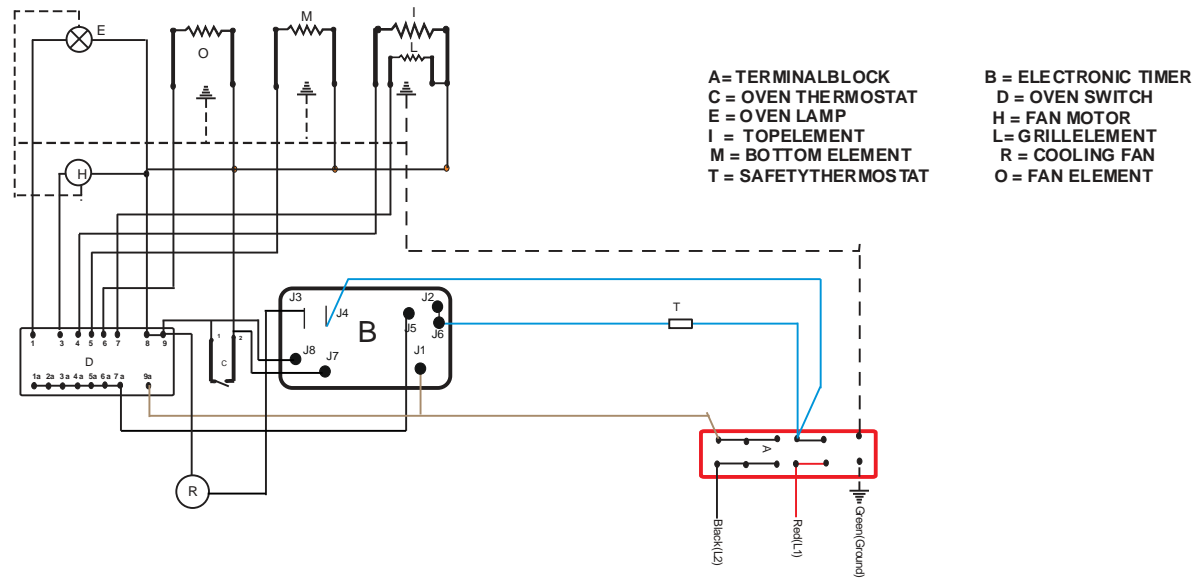 E
M
I
O
L
H
A= TERMINALBLOCK
B = ELECTRONIC TIMER
C = OVEN THERMOSTAT
D = OVEN SWITCH
E = OVEN LAMP
H = FAN MOTOR
I = TOPELEMENT
L= GRILLELEMENT
M = BOTTOM ELEMENT
R = COOLING FAN
T = SAFETYTHERMOSTAT
O = FAN ELEMENT
J3
J4
J2
J5
J6
B
J8
J7
J1
T
1 3 4 5 6 7 8 9
D
1a 2a 3a 4a 5a 6a 7a 9a
1 2
C
R
A
Black(L2)
Red(L1)
Green(Ground)